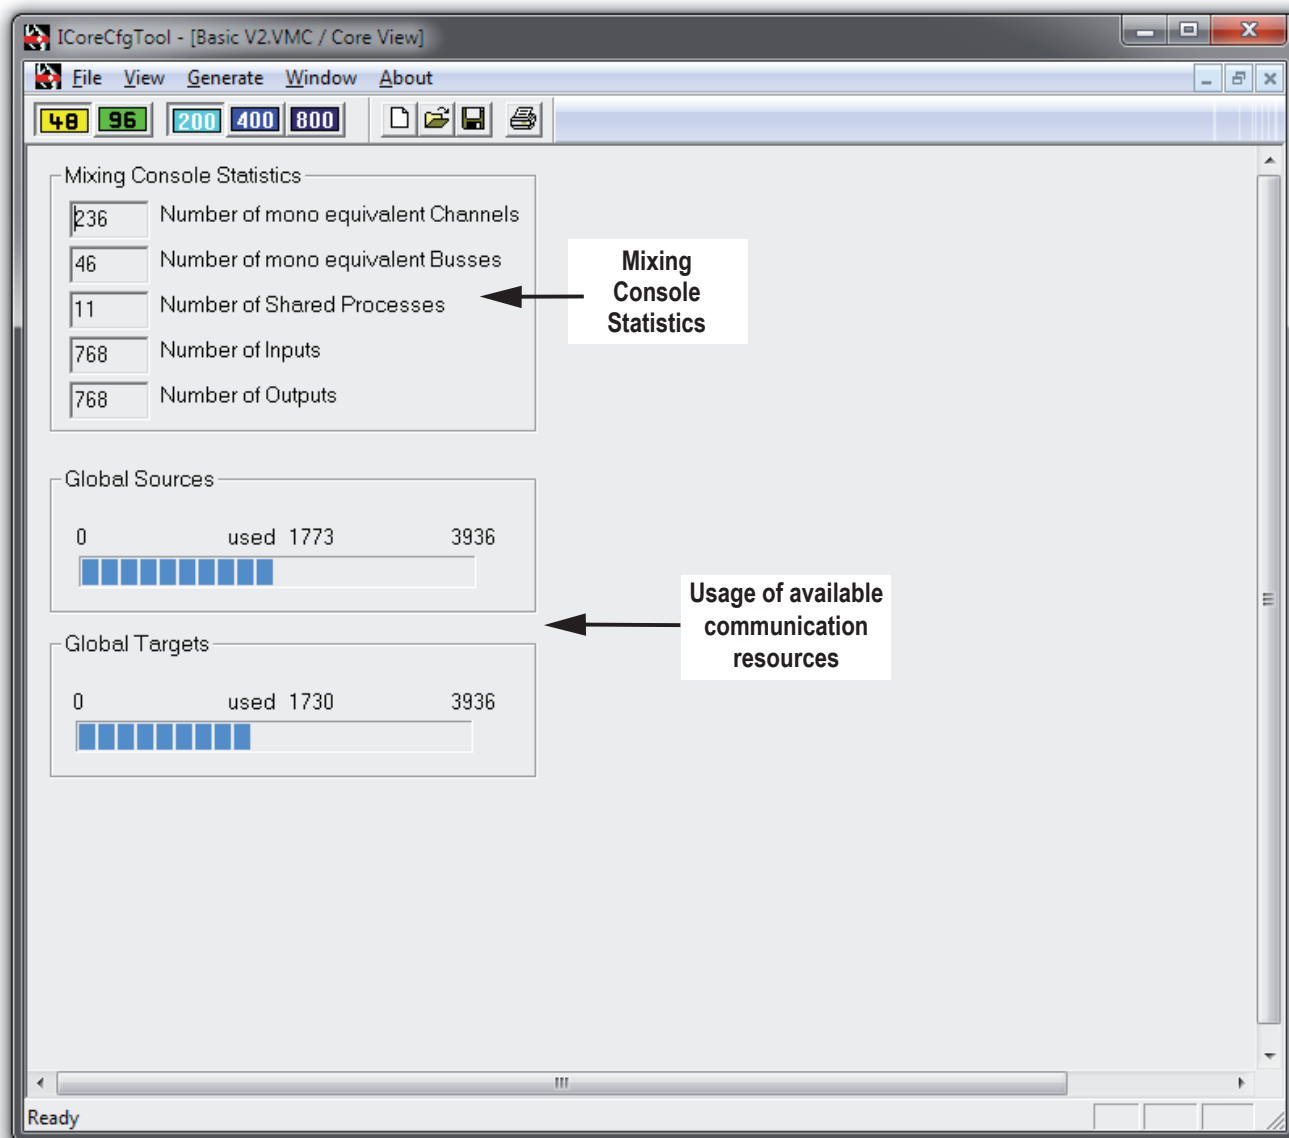 ICoreCfgTool - [Basic V2.VMC / Core View]
File View Generate Window About
48 96 200 400 800
Mixing Console Statistics
236 Number of mono equivalent Channels
46 Number of mono equivalent Busses
11 Number of Shared Processes
768 Number of Inputs
768 Number of Outputs
Mixing
Console
Statistics
Global Sources
0 used 1773 3936
Usage of available
communication
resources
Global Targets
0 used 1730 3936
Ready